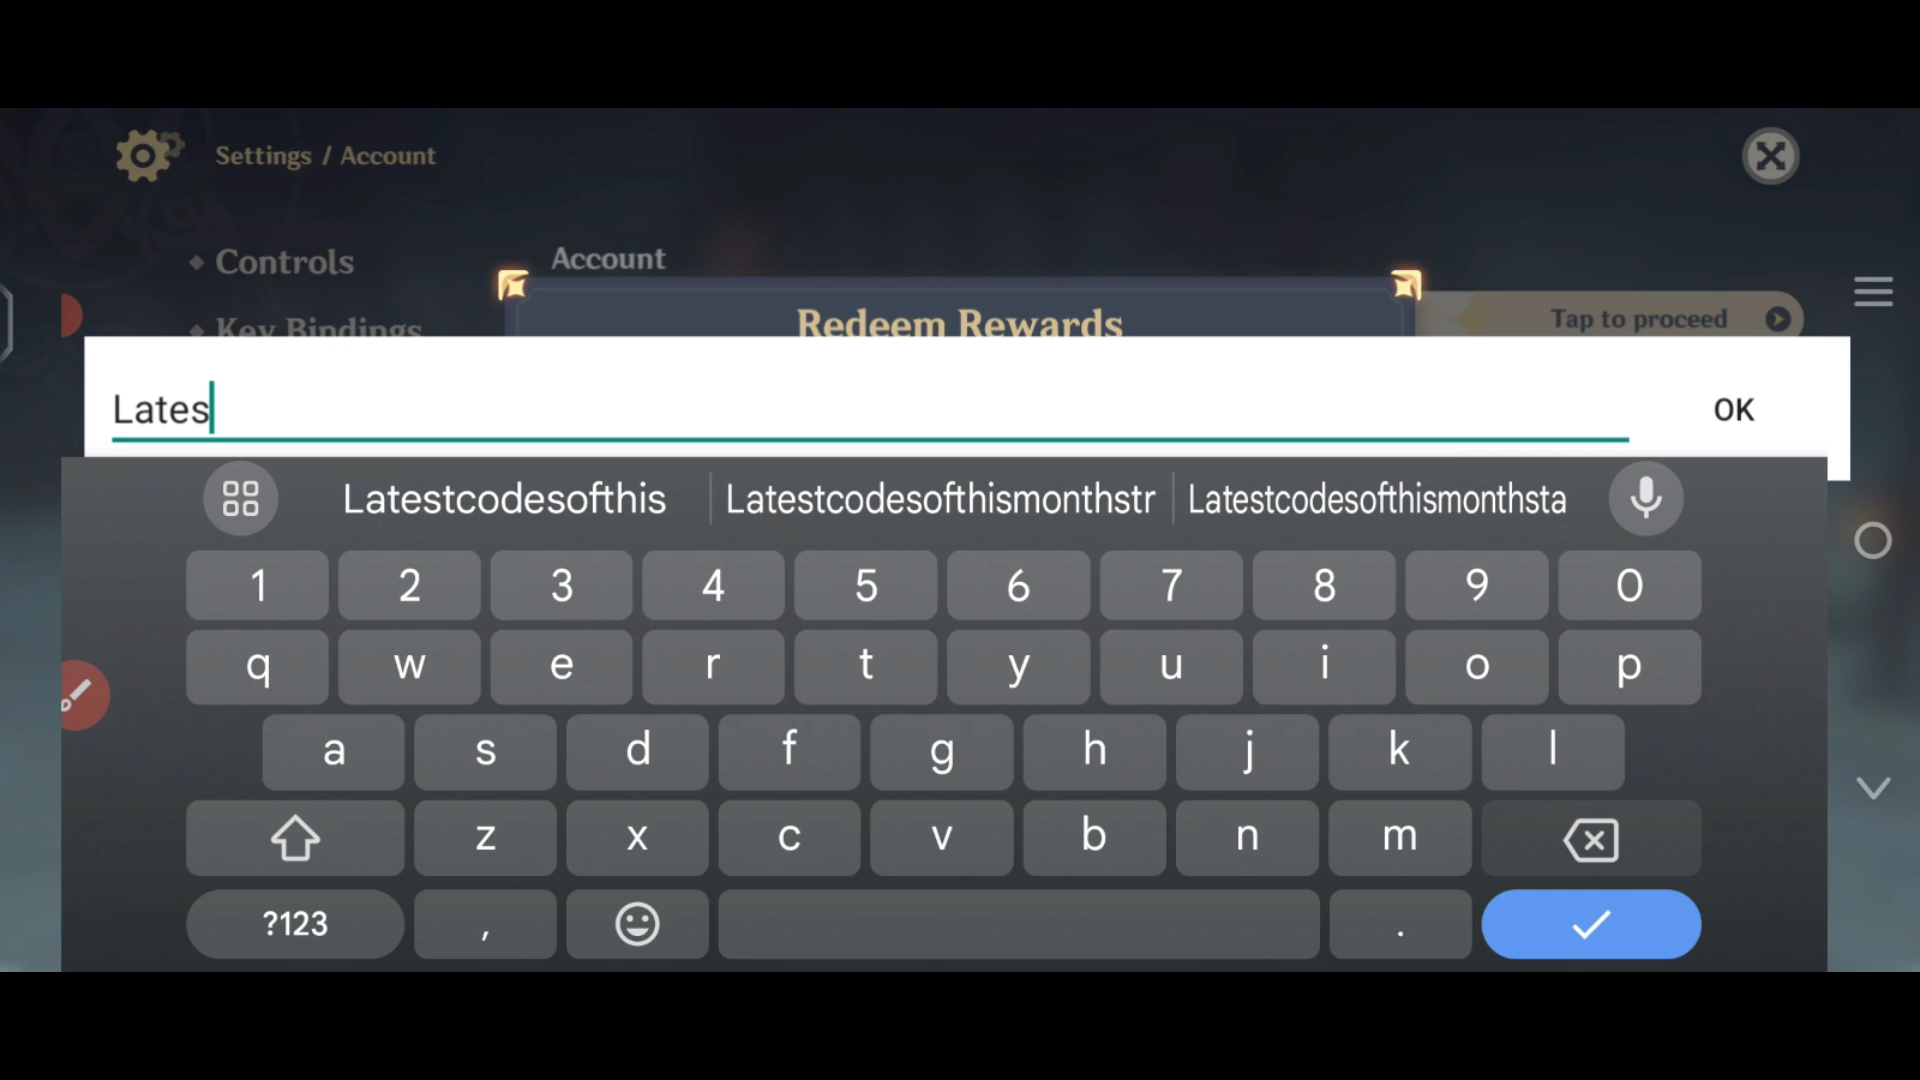 Settings / Account
Controls
Account
Key Bindings
Redeem Rewards
Tap to proceed
Lates
OK
Latestcodesofthis
Latestcodesofthismonthstr
Latestcodesofthismonthsta
1 2 3 4 5 6 7 8 9 0
q w e r t y u i o p
a s d f g h j k l
z x c v b n m
?123 , .